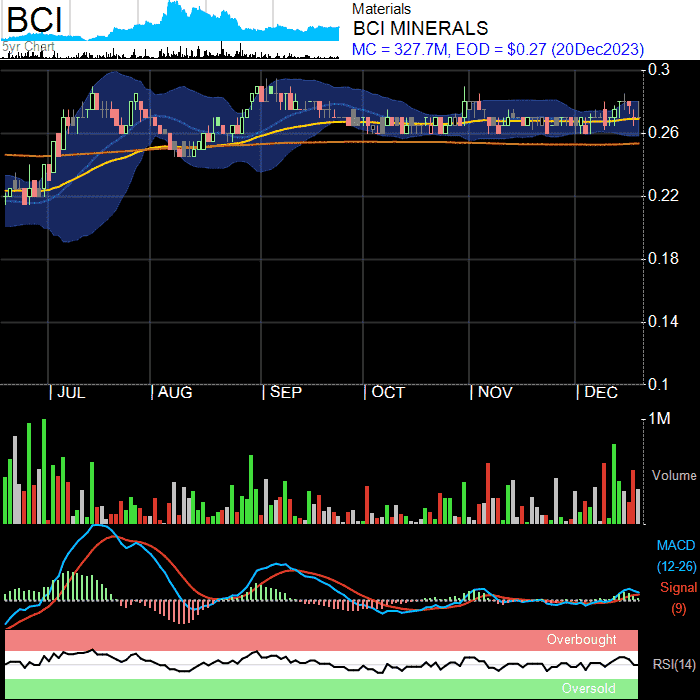 BCI
5yr Chart
Materials
BCI MINERALS
MC = 327.7M, EOD = $0.27 (20Dec2023)
0.3
0.26
0.22
0.18
0.14
0.1
| JUL | AUG | SEP | OCT | NOV | DEC
1M
Volume
MACD
(12-26)
Signal
(9)
Overbought
RSI(14)
Oversold